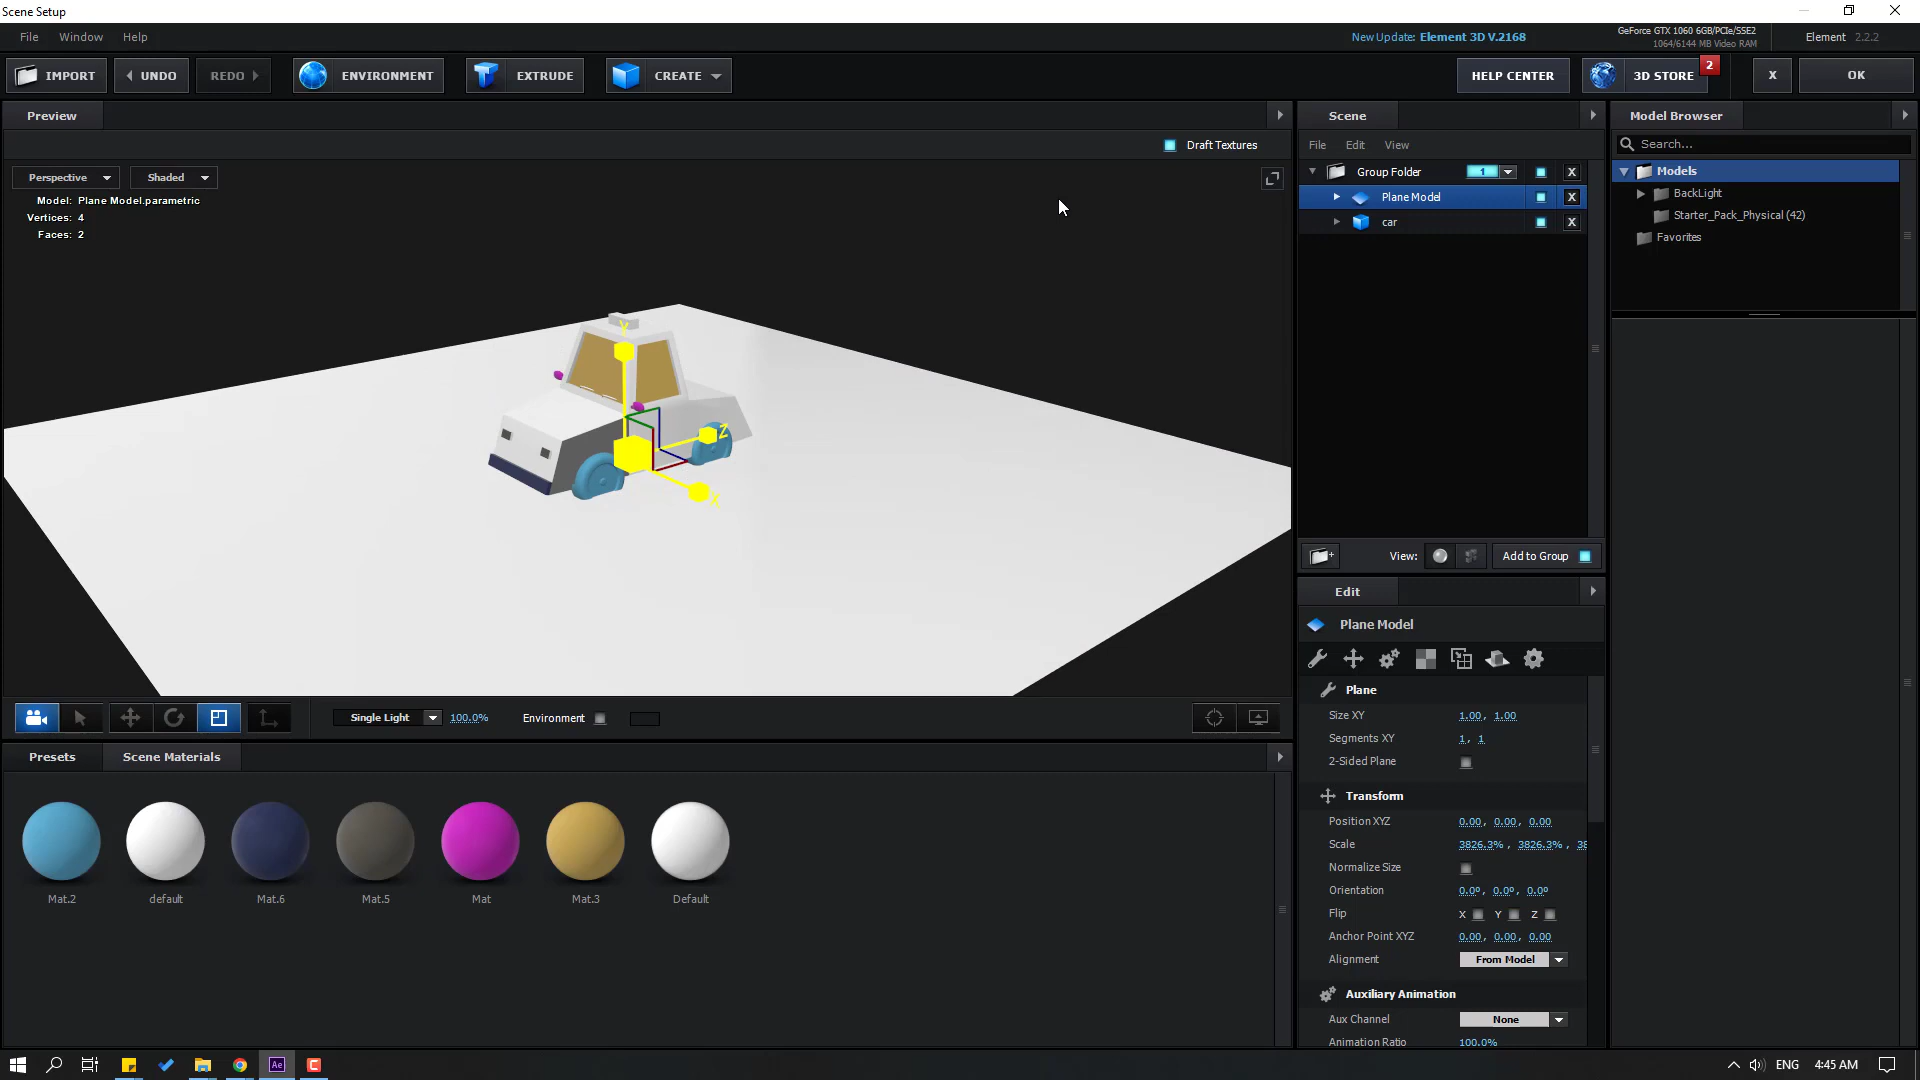 Scene Setup
File Window Help
New Update: Element 3D V.2168
GeForce GTX 1060 6GB/PCIe/SSE2
1064/6144 MB Video RAM
Element 2.2.2
IMPORT UNDO REDO ENVIRONMENT EXTRUDE CREATE HELP CENTER 3D STORE 2 X OK
Preview
Draft Textures
Perspective Shaded
Model: Plane Model.parametric
Vertices: 4
Faces: 2
Y
Z
X
Single Light 100.0% Environment
Presets Scene Materials
Mat.2 default Mat.6 Mat.5 Mat Mat.3 Default
Scene
File Edit View
Group Folder 1 X
Plane Model X
car X
View: Add to Group
Edit
Plane Model
Plane
Size XY 1.00, 1.00
Segments XY 1, 1
2-Sided Plane
Transform
Position XYZ 0.00, 0.00, 0.00
Scale 3826.3%, 3826.3%, 38
Normalize Size
Orientation 0.0º, 0.0º, 0.0º
Flip X Y Z
Anchor Point XYZ 0.00, 0.00, 0.00
Alignment From Model
Auxiliary Animation
Aux Channel None
Animation Ratio 100.0%
Model Browser
Search...
Models
BackLight
Starter_Pack_Physical (42)
Favorites
Ae C ENG 4:45 AM